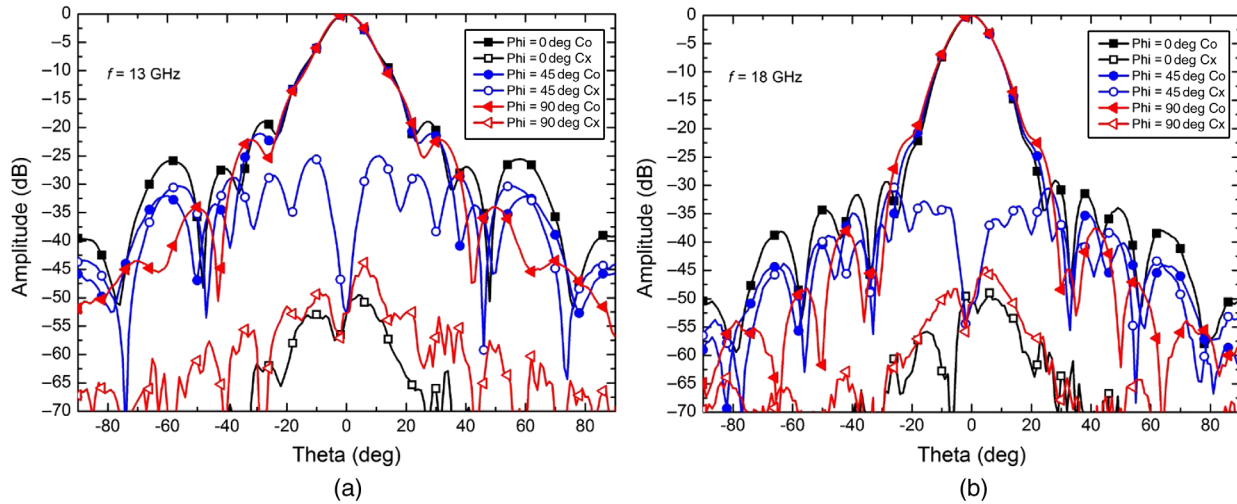 0
−5
−10
−15
−20
−25
−30
−35
−40
−45
−50
−55
−60
−65
−70
Amplitude (dB)
f = 13 GHz
Phi = 0 deg Co
Phi = 0 deg Cx
Phi = 45 deg Co
Phi = 45 deg Cx
Phi = 90 deg Co
Phi = 90 deg Cx
−80 −60 −40 −20 0 20 40 60 80
Theta (deg)
(a)
0
−5
−10
−15
−20
−25
−30
−35
−40
−45
−50
−55
−60
−65
−70
Amplitude (dB)
f = 18 GHz
Phi = 0 deg Co
Phi = 0 deg Cx
Phi = 45 deg Co
Phi = 45 deg Cx
Phi = 90 deg Co
Phi = 90 deg Cx
−80 −60 −40 −20 0 20 40 60 80
Theta (deg)
(b)